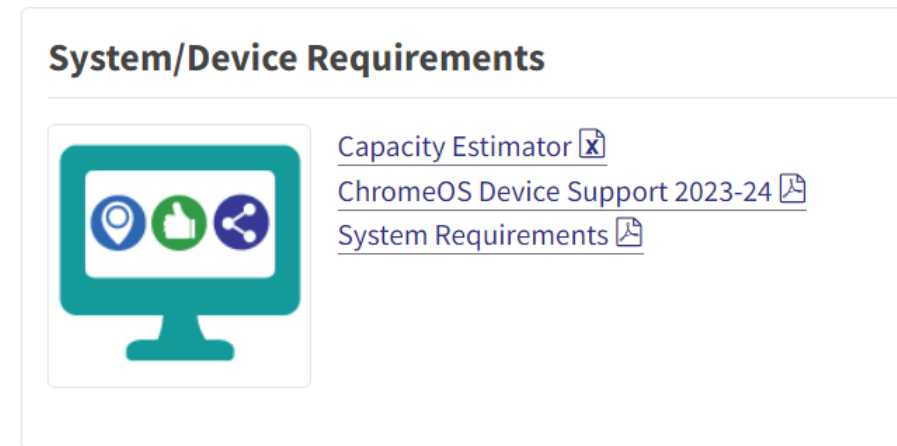 System/Device Requirements
Capacity Estimator
ChromeOS Device Support 2023-24
System Requirements